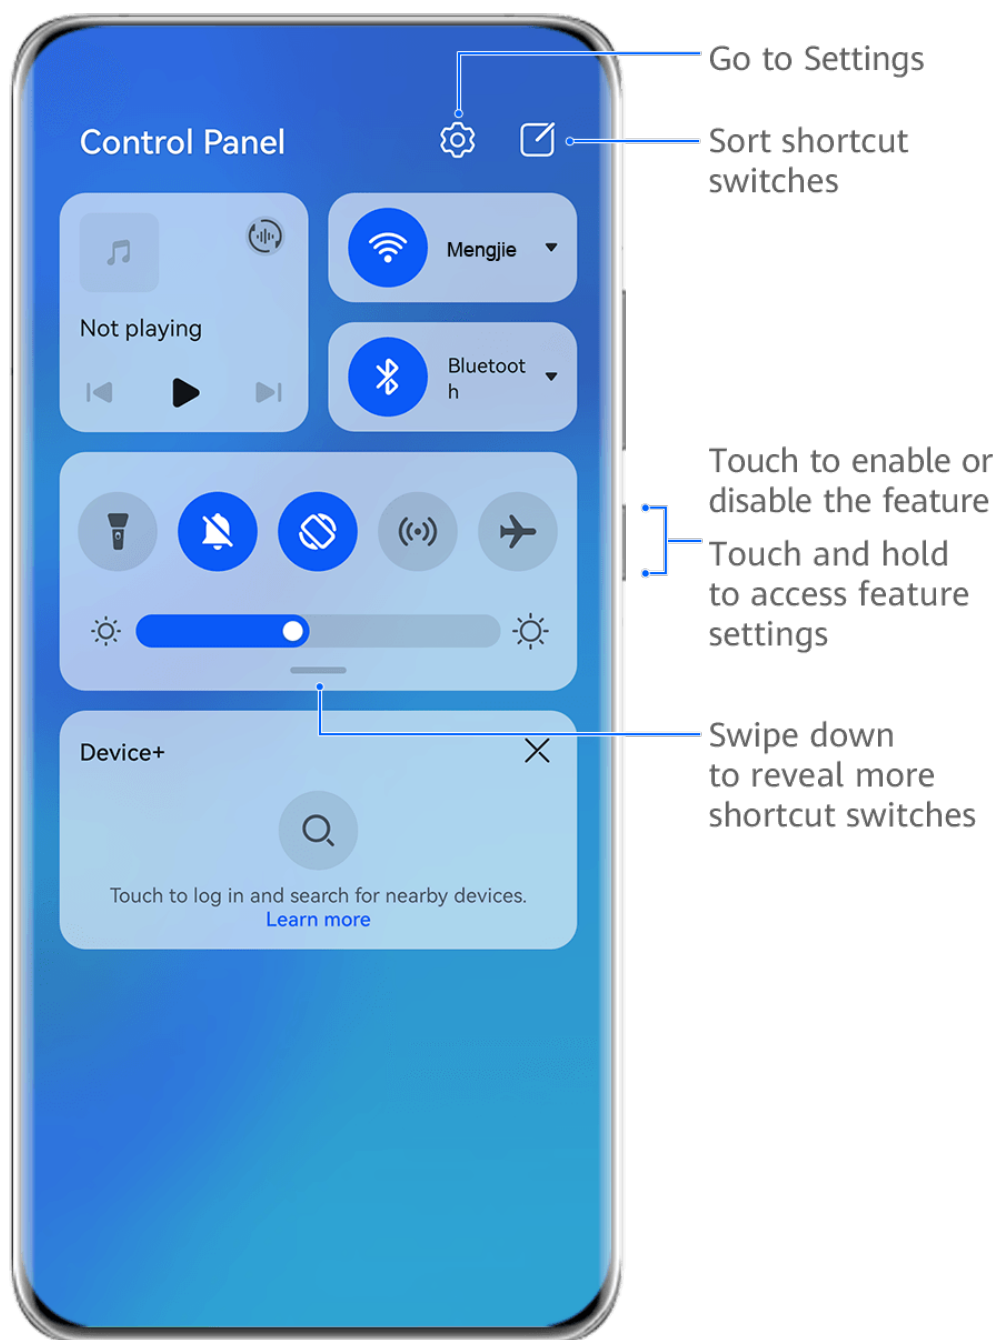 Go to Settings
Control Panel
Sort shortcut
switches
Mengjie
Not playing
Bluetoot
h
Touch to enable or
disable the feature
Touch and hold
to access feature
settings
Swipe down
to reveal more
shortcut switches
Device+
Touch to log in and search for nearby devices.
Learn more